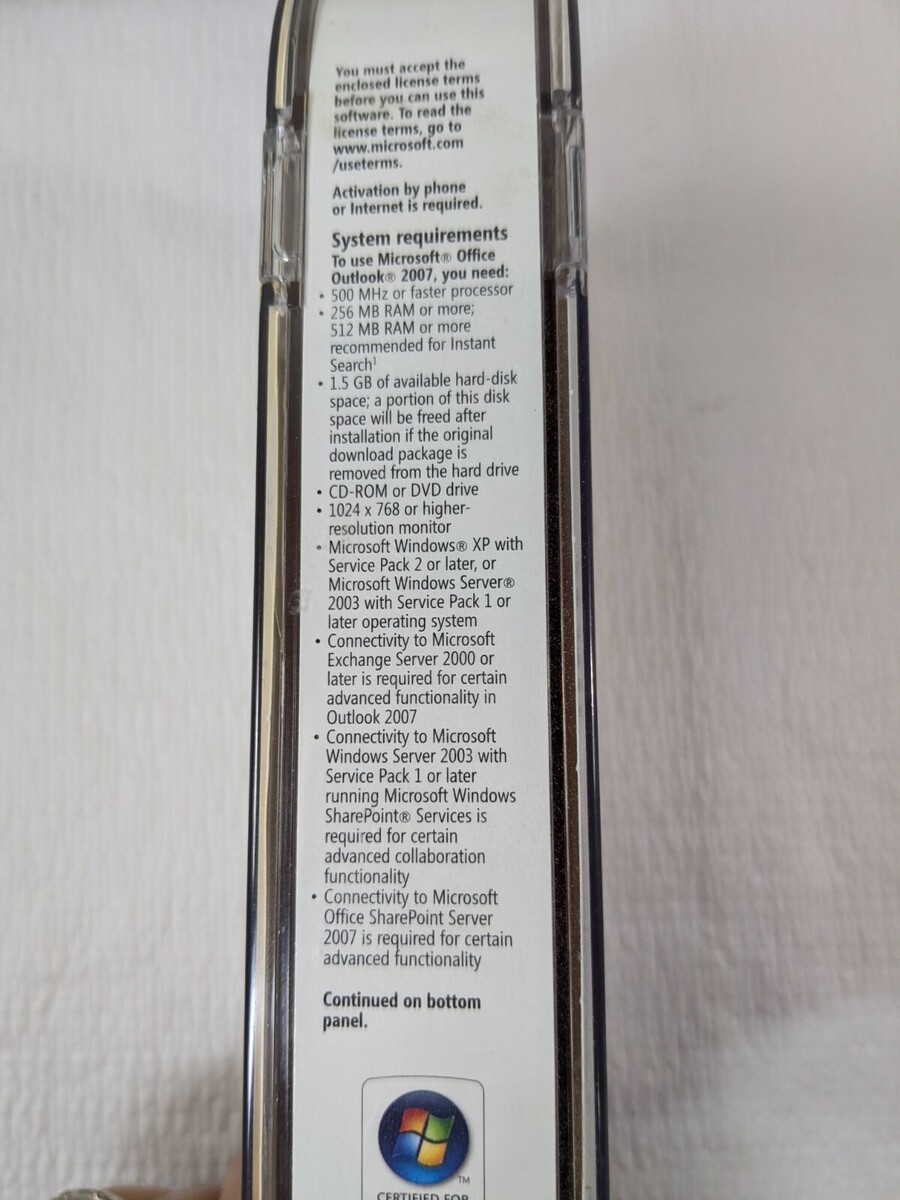 You must accept the
enclosed license terms
before you can use this
software. To read the
license terms, go to
www.microsoft.com
/useterms.
Activation by phone
or Internet is required.
System requirements
To use Microsoft® Office
Outlook® 2007, you need:
• 500 MHz or faster processor
• 256 MB RAM or more;
512 MB RAM or more
recommended for Instant
Search¹
• 1.5 GB of available hard-disk
space; a portion of this disk
space will be freed after
installation if the original
download package is
removed from the hard drive
• CD-ROM or DVD drive
• 1024 x 768 or higher-
resolution monitor
• Microsoft Windows® XP with
Service Pack 2 or later, or
Microsoft Windows Server®
2003 with Service Pack 1 or
later operating system
• Connectivity to Microsoft
Exchange Server 2000 or
later is required for certain
advanced functionality in
Outlook 2007
• Connectivity to Microsoft
Windows Server 2003 with
Service Pack 1 or later
running Microsoft Windows
SharePoint® Services is
required for certain
advanced collaboration
functionality
• Connectivity to Microsoft
Office SharePoint Server
2007 is required for certain
advanced functionality
Continued on bottom
panel.
TM
CERTIFIED FOR